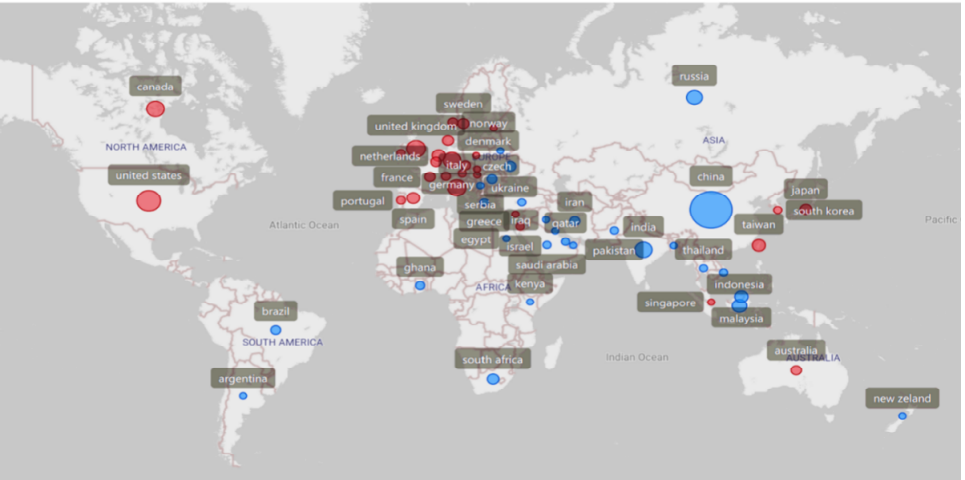 russia
canada
sweden
united kingdom
norway
NORTH AMERICA
denmark
ASIA
netherlands
EUROPE
italy
czech
united states
france
germany
china
ukraine
japan
portugal
serbia
iran
south korea
spain
greece
iraq
qatar
Atlantic Ocean
india
taiwan
Pacific
egypt
israel
pakistan
thailand
ghana
saudi arabia
kenya
AFRICA
indonesia
singapore
brazil
malaysia
SOUTH AMERICA
south africa
Indian Ocean
australia
AUSTRALIA
argentina
new zeland